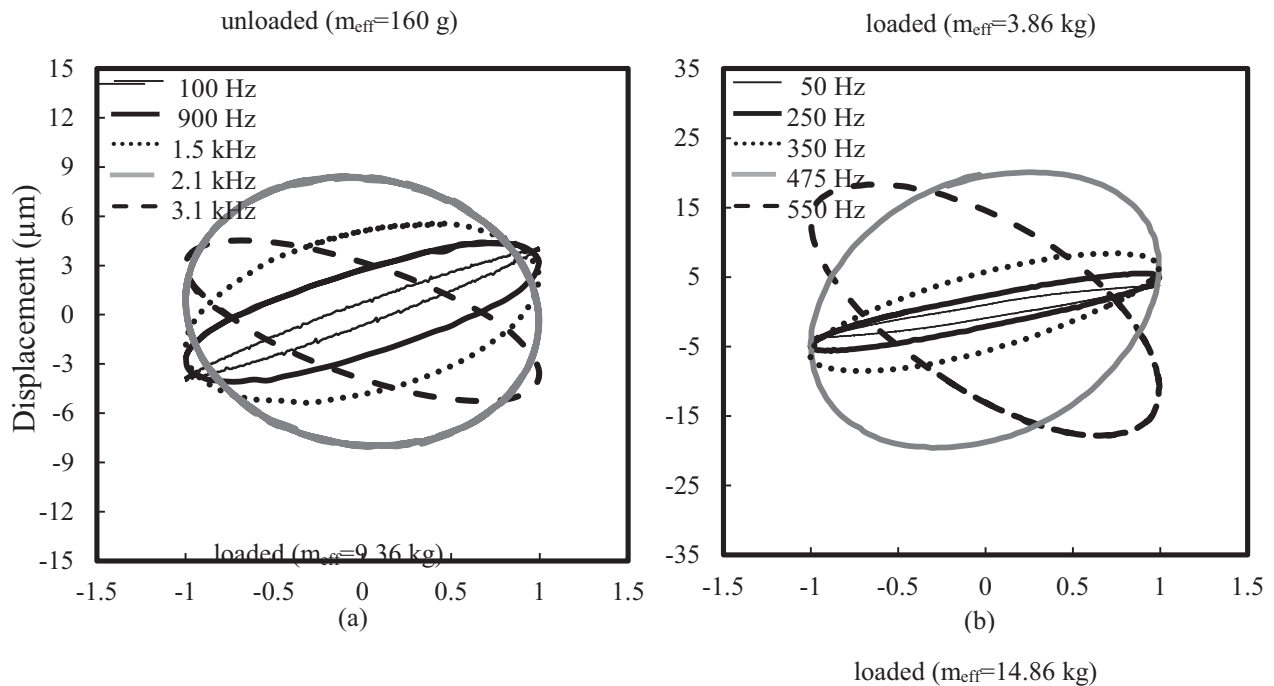 unloaded (meff=160 g)
15
12
9
6
3
0
-3
-6
-9
-12
-15
Displacement (μm)
100 Hz
900 Hz
1.5 kHz
2.1 kHz
3.1 kHz
loaded (meff=9.36 kg)
-1.5 -1 -0.5 0 0.5 1 1.5
(a)
loaded (meff=3.86 kg)
35
25
15
5
-5
-15
-25
-35
50 Hz
250 Hz
350 Hz
475 Hz
550 Hz
-1.5 -1 -0.5 0 0.5 1 1.5
(b)
loaded (meff=14.86 kg)